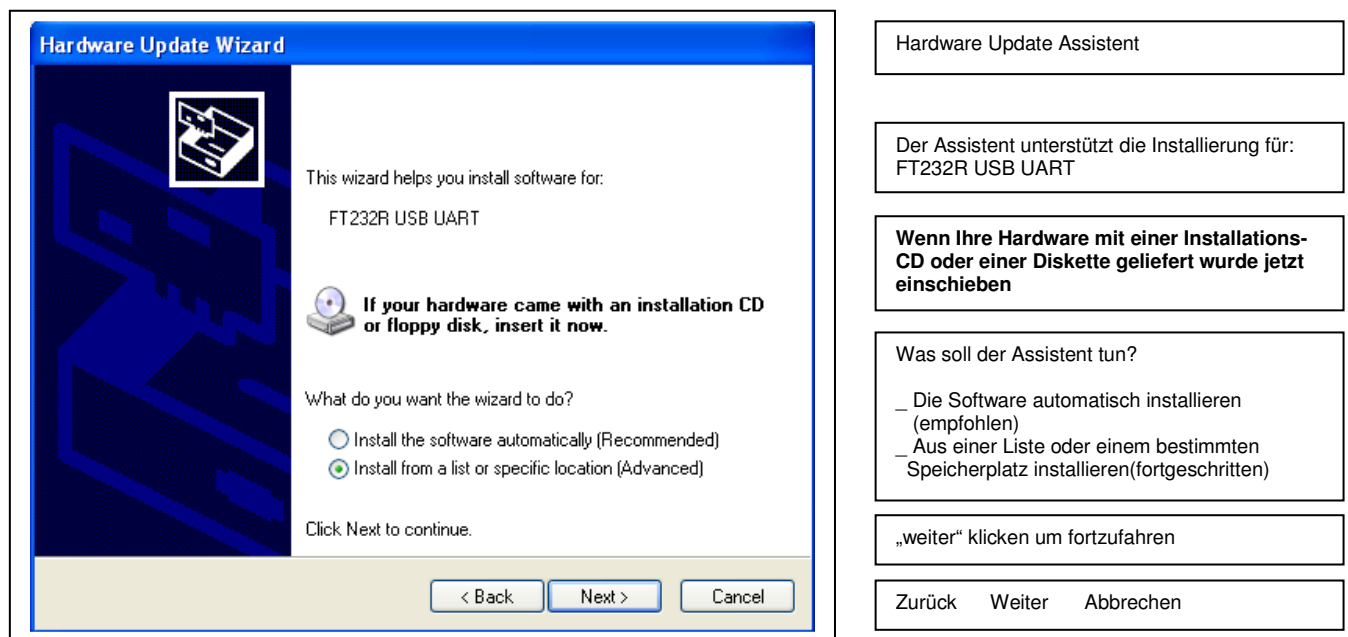 Hardware Update Wizard
This wizard helps you install software for:
FT232R USB UART
If your hardware came with an installation CD
or floppy disk, insert it now.
What do you want the wizard to do?
Install the software automatically (Recommended)
Install from a list or specific location (Advanced)
Click Next to continue.
< Back Next > Cancel
Hardware Update Assistent
Der Assistent unterstützt die Installierung für:
FT232R USB UART
Wenn Ihre Hardware mit einer Installations-
CD oder einer Diskette geliefert wurde jetzt
einschieben
Was soll der Assistent tun?
_ Die Software automatisch installieren
(empfohlen)
_ Aus einer Liste oder einem bestimmten
Speicherplatz installieren(fortgeschritten)
„weiter“ klicken um fortzufahren
Zurück Weiter Abbrechen